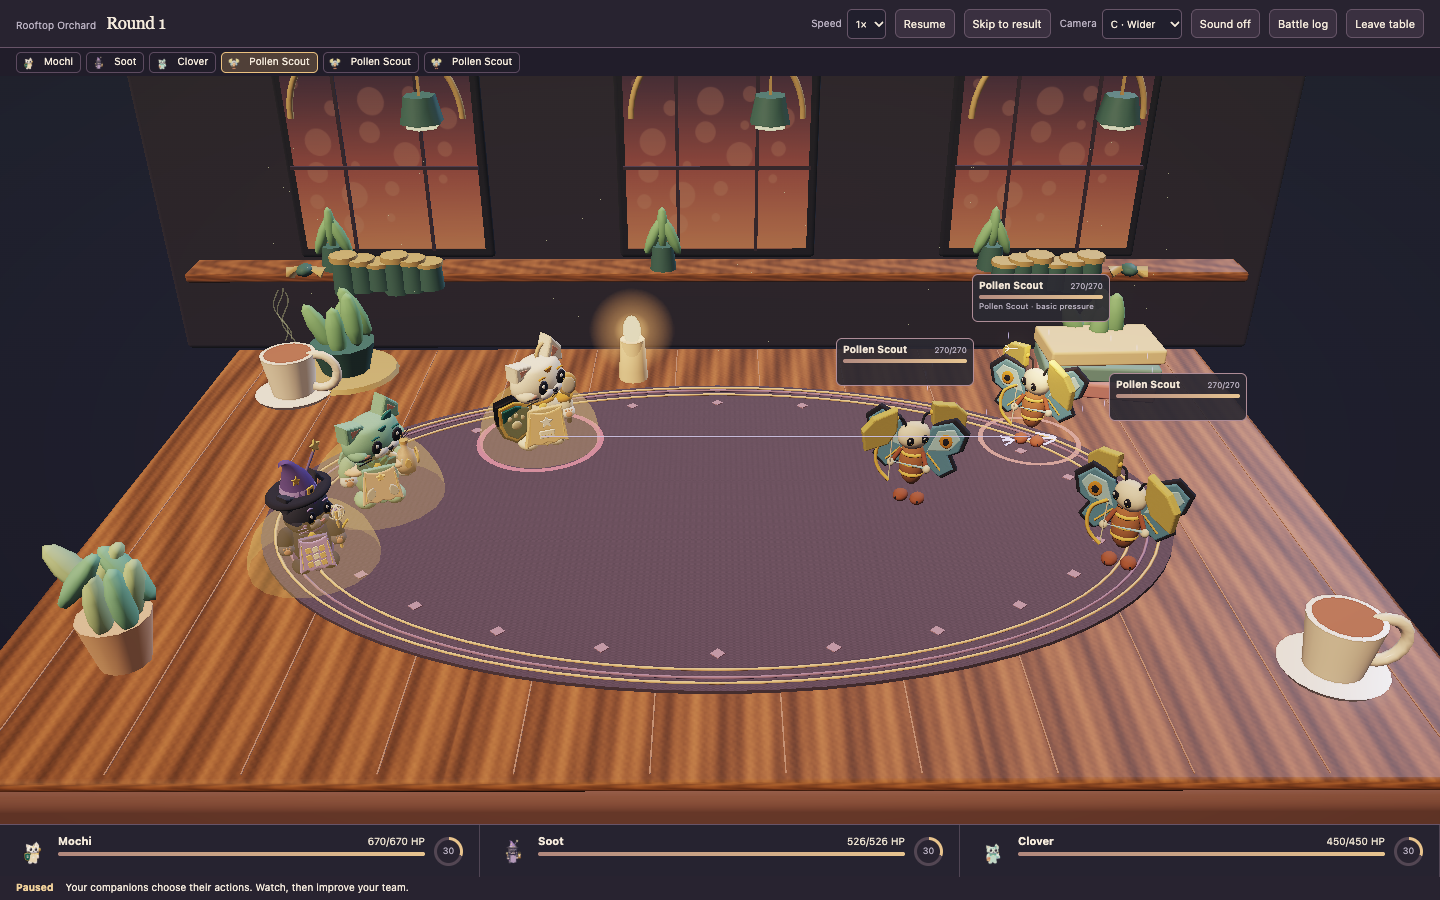 Rooftop Orchard Round 1
Speed 1x Resume Skip to result Camera C · Wider Sound off Battle log Leave table
Mochi Soot Clover Pollen Scout Pollen Scout Pollen Scout
Pollen Scout 270/270
Pollen Scout · basic pressure
Pollen Scout 270/270
Pollen Scout 270/270
Mochi 670/670 HP 30
Soot 526/526 HP 30
Clover 450/450 HP 30
Paused Your companions choose their actions. Watch, then improve your team.